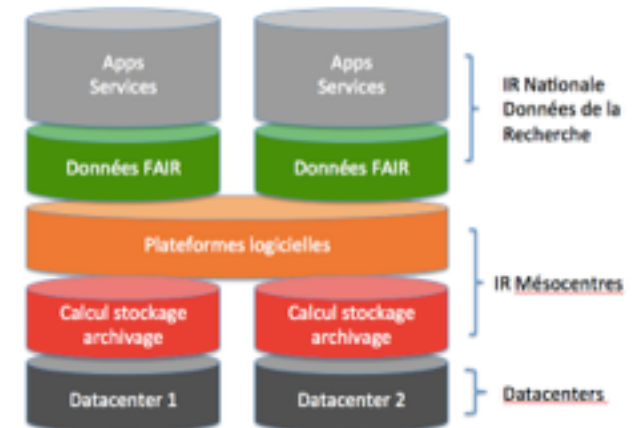 Apps
Services
Apps
Services
IR Nationale
Données de la
Recherche
Données FAIR
Données FAIR
Plateformes logicielles
IR Mésocentres
Calcul stockage
archivage
Calcul stockage
archivage
Datacenter 1
Datacenter 2
Datacenters